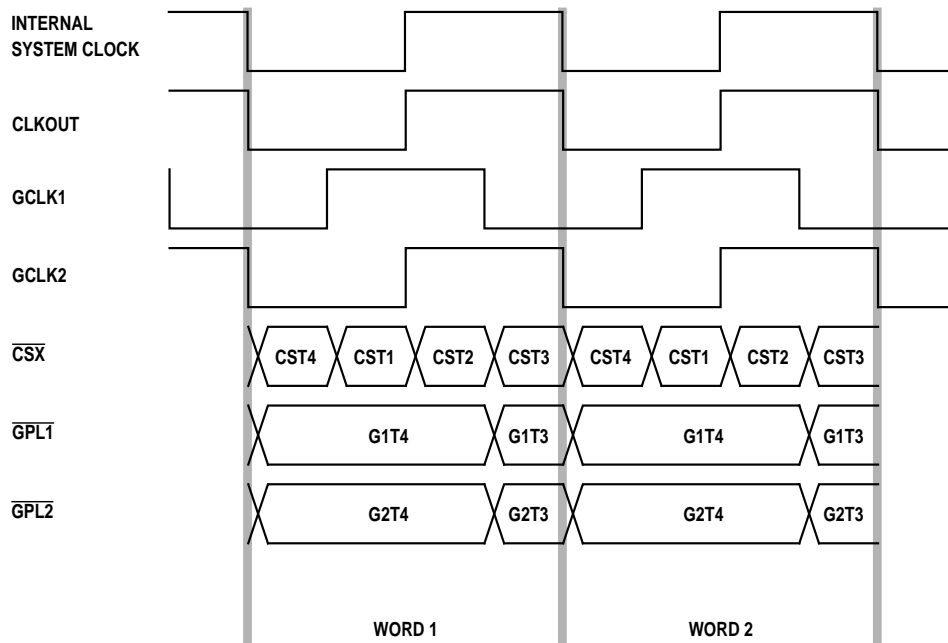 INTERNAL
SYSTEM CLOCK
CLKOUT
GCLK1
GCLK2
CSX CST4 CST1 CST2 CST3 CST4 CST1 CST2 CST3
GPL1 G1T4 G1T3 G1T4 G1T3
GPL2 G2T4 G2T3 G2T4 G2T3
WORD 1 WORD 2